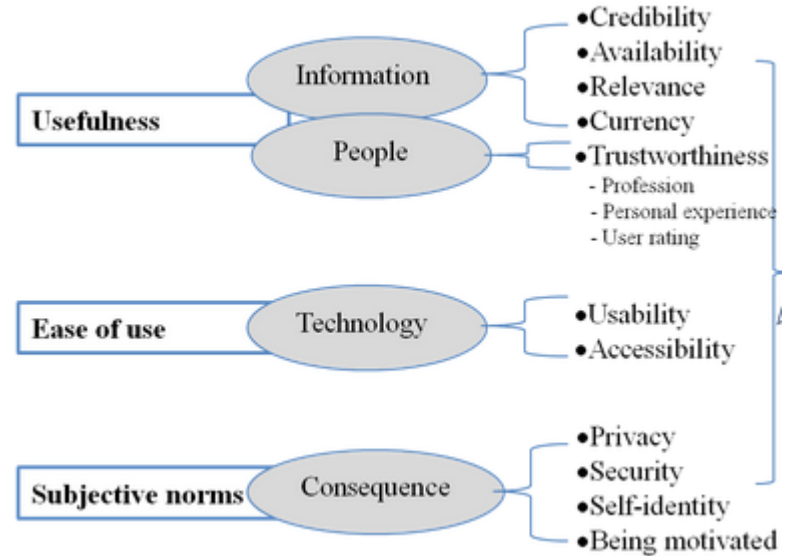 Usefulness
Information
•Credibility
•Availability
•Relevance
•Currency
People
•Trustworthiness
- Profession
- Personal experience
- User rating
Ease of use
Technology
•Usability
•Accessibility
Subjective norms
Consequence
•Privacy
•Security
•Self-identity
•Being motivated